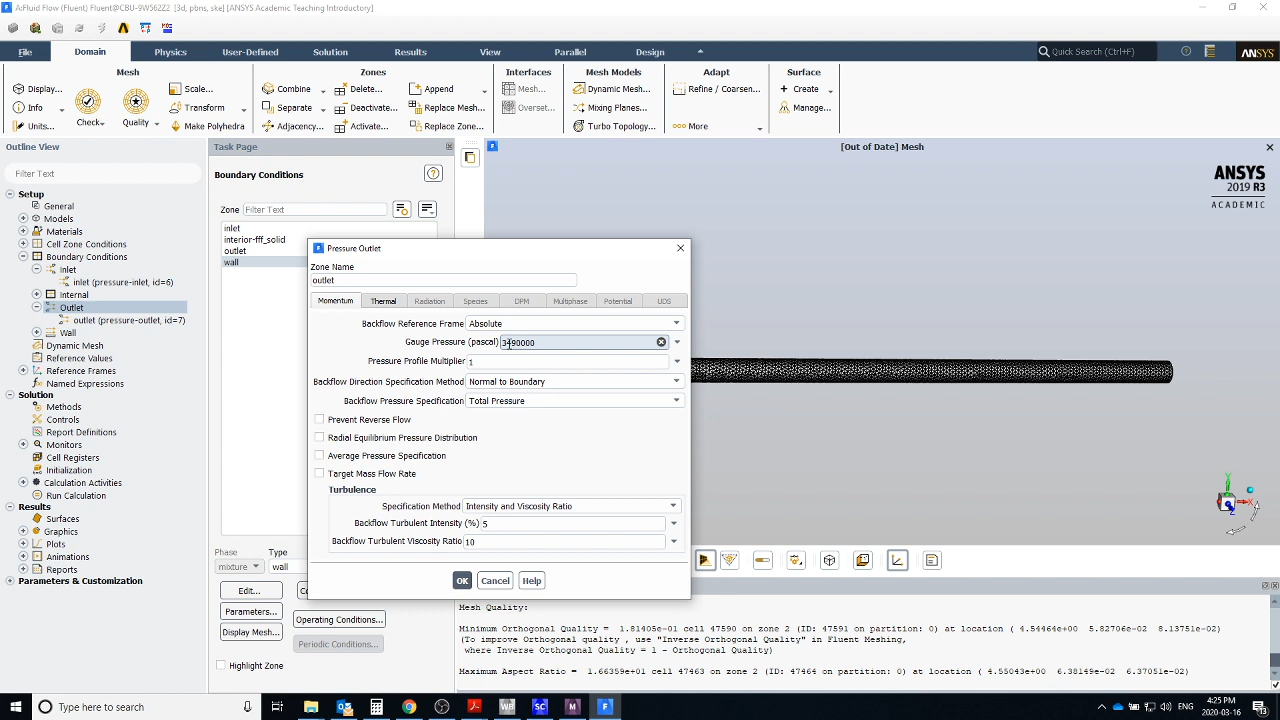 A:Fluid Flow (Fluent) Fluent@CBU-9W56ZZ2 [3d, pbns, ske] [ANSYS Academic Teaching Introductory]
File Domain Physics User-Defined Solution Results View Parallel Design Quick Search (Ctrl+F) ANSYS
Mesh Zones Interfaces Mesh Models Adapt Surface
Display... Scale... Combine Delete... Append Mesh... Dynamic Mesh... Refine / Coarsen... Create
Info Check Quality Transform Separate Deactivate... Replace Mesh... Overset... Mixing Planes... Manage...
Units... Make Polyhedra Adjacency... Activate... Replace Zone... Turbo Topology... More
Outline View
Filter Text
Setup
General
Models
Materials
Cell Zone Conditions
Boundary Conditions
Inlet
inlet (pressure-inlet, id=6)
Internal
Outlet
outlet (pressure-outlet, id=7)
Wall
Dynamic Mesh
Reference Values
Reference Frames
Named Expressions
Solution
Methods
Controls
Report Definitions
Monitors
Cell Registers
Initialization
Calculation Activities
Run Calculation
Results
Surfaces
Graphics
Plots
Animations
Reports
Parameters & Customization
Task Page
Boundary Conditions
Zone Filter Text
inlet
interior-fff_solid
outlet
wall
Phase Type
mixture wall
Edit...
Parameters... Operating Conditions...
Display Mesh... Periodic Conditions...
Highlight Zone
Pressure Outlet
Zone Name
outlet
Momentum Thermal Radiation Species DPM Multiphase Potential UDS
Backflow Reference Frame Absolute
Gauge Pressure (pascal)
Pressure Profile Multiplier 1
Backflow Direction Specification Method Normal to Boundary
Backflow Pressure Specification Total Pressure
Prevent Reverse Flow
Radial Equilibrium Pressure Distribution
Average Pressure Specification
Target Mass Flow Rate
Turbulence
Specification Method Intensity and Viscosity Ratio
Backflow Turbulent Intensity (%) 5
Backflow Turbulent Viscosity Ratio 10
OK Cancel Help
[Out of Date] Mesh
ANSYS
2019 R3
ACADEMIC
Y
X
Z
Mesh Quality:
Minimum Orthogonal Quality = 1.81405e-01 cell 47590 on zone 2 (ID: 47591 on partition: 0) at location ( 4.54464e+00 5.82706e-02 8.13751e-02)
(To improve Orthogonal quality , use "Inverse Orthogonal Quality" in Fluent Meshing,
where Inverse Orthogonal Quality = 1 - Orthogonal Quality)
Maximum Aspect Ratio = 1.66359e+01 cell 47463 on zone 2 (ID: 47464 on partition: 0) at location ( 4.55043e+00 6.38149e-02 6.37051e-02)
Type here to search
4:25 PM
2020-03-16